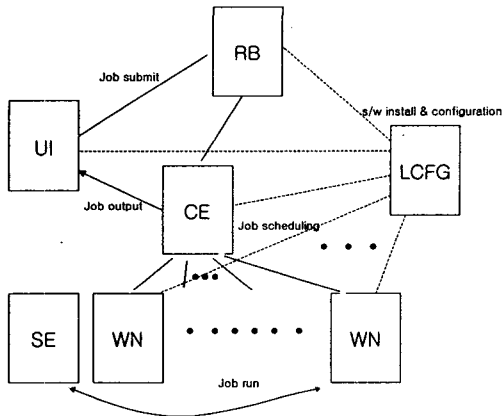 RB
Job submit
s/w install & configuration
UI
LCFG
CE
Job output
Job scheduling
SE
WN
WN
Job run